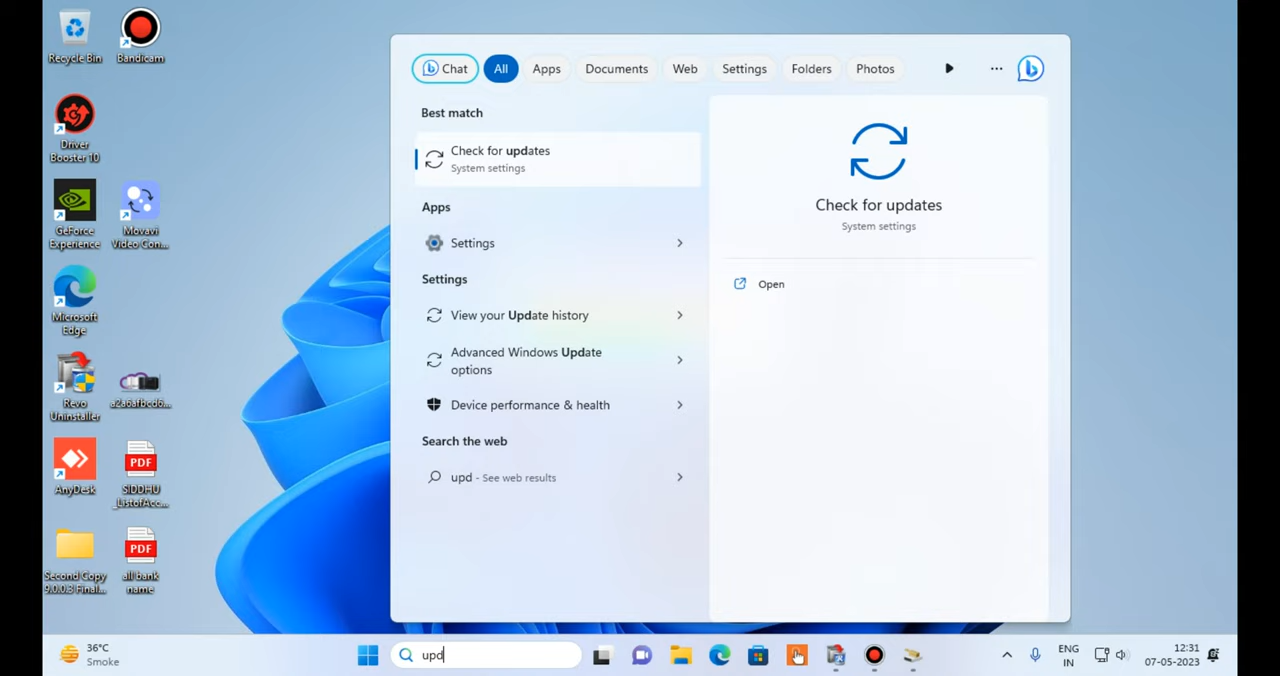 Recycle Bin
Bandicam
Driver
Booster 10
GeForce
Experience
Movavi
Video Con...
Microsoft
Edge
Revo
Uninstaller
a2a6afbcd6...
AnyDesk
PDF
SIDDHU
_ListofAcc...
Second Copy
9.0.0.3 Final...
PDF
all bank
name
Chat
All
Apps
Documents
Web
Settings
Folders
Photos
Best match
Check for updates
System settings
Apps
Settings
Settings
View your Update history
Advanced Windows Update
options
Device performance & health
Search the web
upd - See web results
Check for updates
System settings
Open
36°C
Smoke
upd
ENG
IN
12:31
07-05-2023